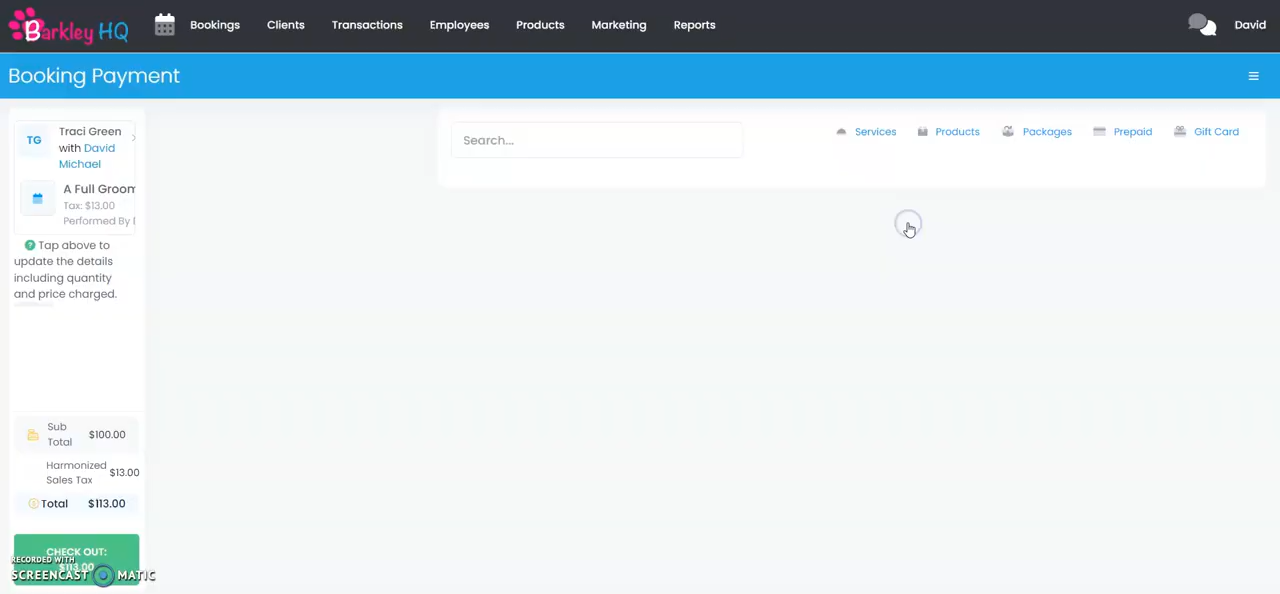 Barkley HQ
Bookings
Clients
Transactions
Employees
Products
Marketing
Reports
David
Booking Payment
TG
Traci Green
with David
Michael
A Full Groom
Tax: $13.00
Performed By
Tap above to
update the details
including quantity
and price charged.
Search...
Services
Products
Packages
Prepaid
Gift Card
Sub
Total
$100.00
Harmonized
Sales Tax
$13.00
Total
$113.00
CHECK OUT:
$113.00
RECORDED WITH
SCREENCAST MATIC